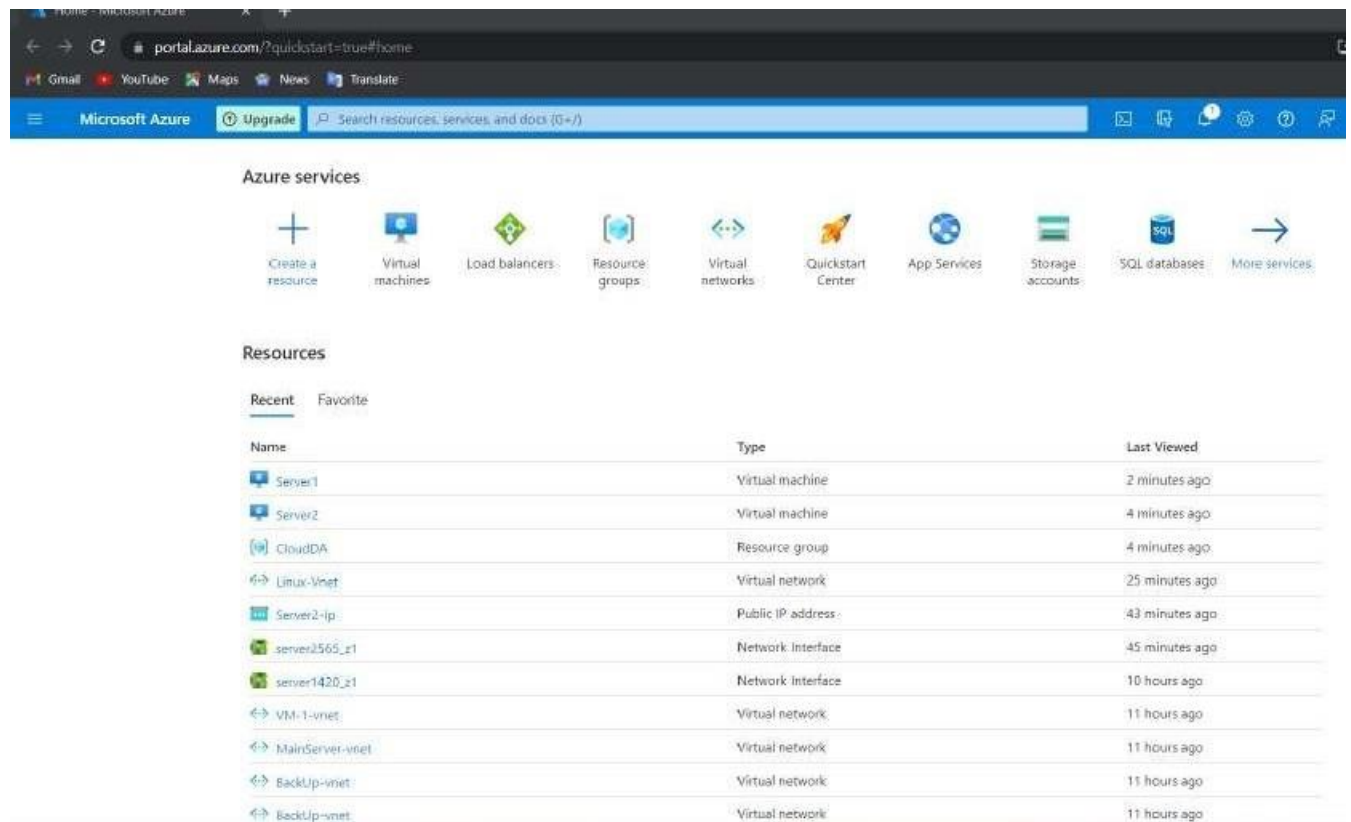 Home - Microsoft Azure
portal.azure.com/?quickstart=true#home
Gmail YouTube Maps News Translate
Microsoft Azure Upgrade Search resources, services, and docs (G+/) 1
Azure services
Create a resource
Virtual machines
Load balancers
Resource groups
Virtual networks
Quickstart Center
App Services
Storage accounts
SQL
SQL databases
More services
Resources
Recent Favorite
Name Type Last Viewed
Server1 Virtual machine 2 minutes ago
Server2 Virtual machine 4 minutes ago
CloudDA Resource group 4 minutes ago
Linux-Vnet Virtual network 25 minutes ago
Server2-ip Public IP address 43 minutes ago
server2565_z1 Network Interface 45 minutes ago
server1420_z1 Network Interface 10 hours ago
VM-1-vnet Virtual network 11 hours ago
MainServer-vnet Virtual network 11 hours ago
BackUp-vnet Virtual network 11 hours ago
BackUp-vnet Virtual network 11 hours ago